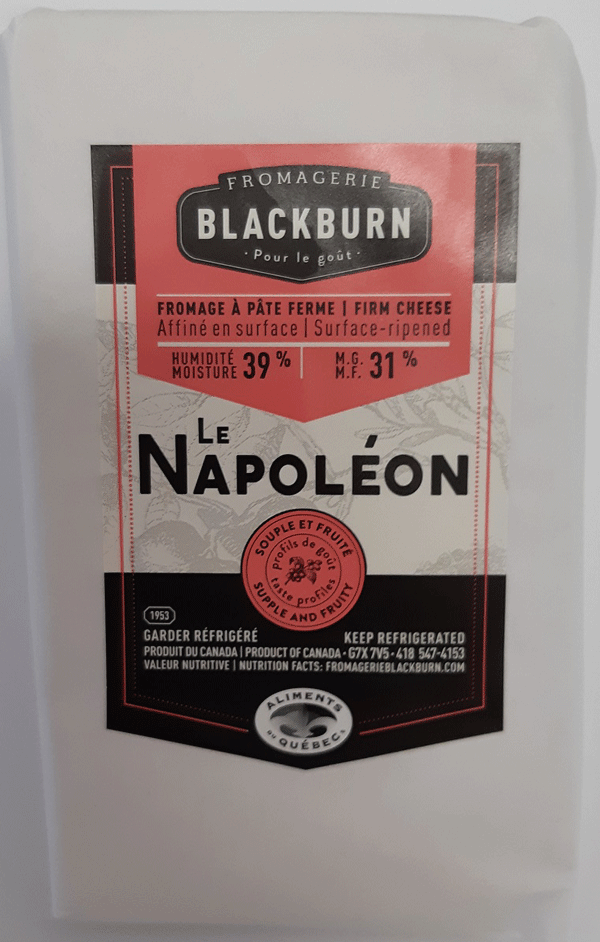 FROMAGERIE
BLACKBURN
· Pour le goût ·
FROMAGE À PÂTE FERME | FIRM CHEESE
Affiné en surface | Surface-ripened
HUMIDITÉ
MOISTURE 39 %
M.G.
M.F. 31 %
LE
NAPOLÉON
SOUPLE ET FRUITÉ
profils de goût
taste profiles
SUPPLE AND FRUITY
1953
GARDER RÉFRIGÉRÉ KEEP REFRIGERATED
PRODUIT DU CANADA | PRODUCT OF CANADA · G7X 7V5 · 418 547-4153
VALEUR NUTRITIVE | NUTRITION FACTS: FROMAGERIEBLACKBURN.COM
ALIMENTS
DU QUÉBEC